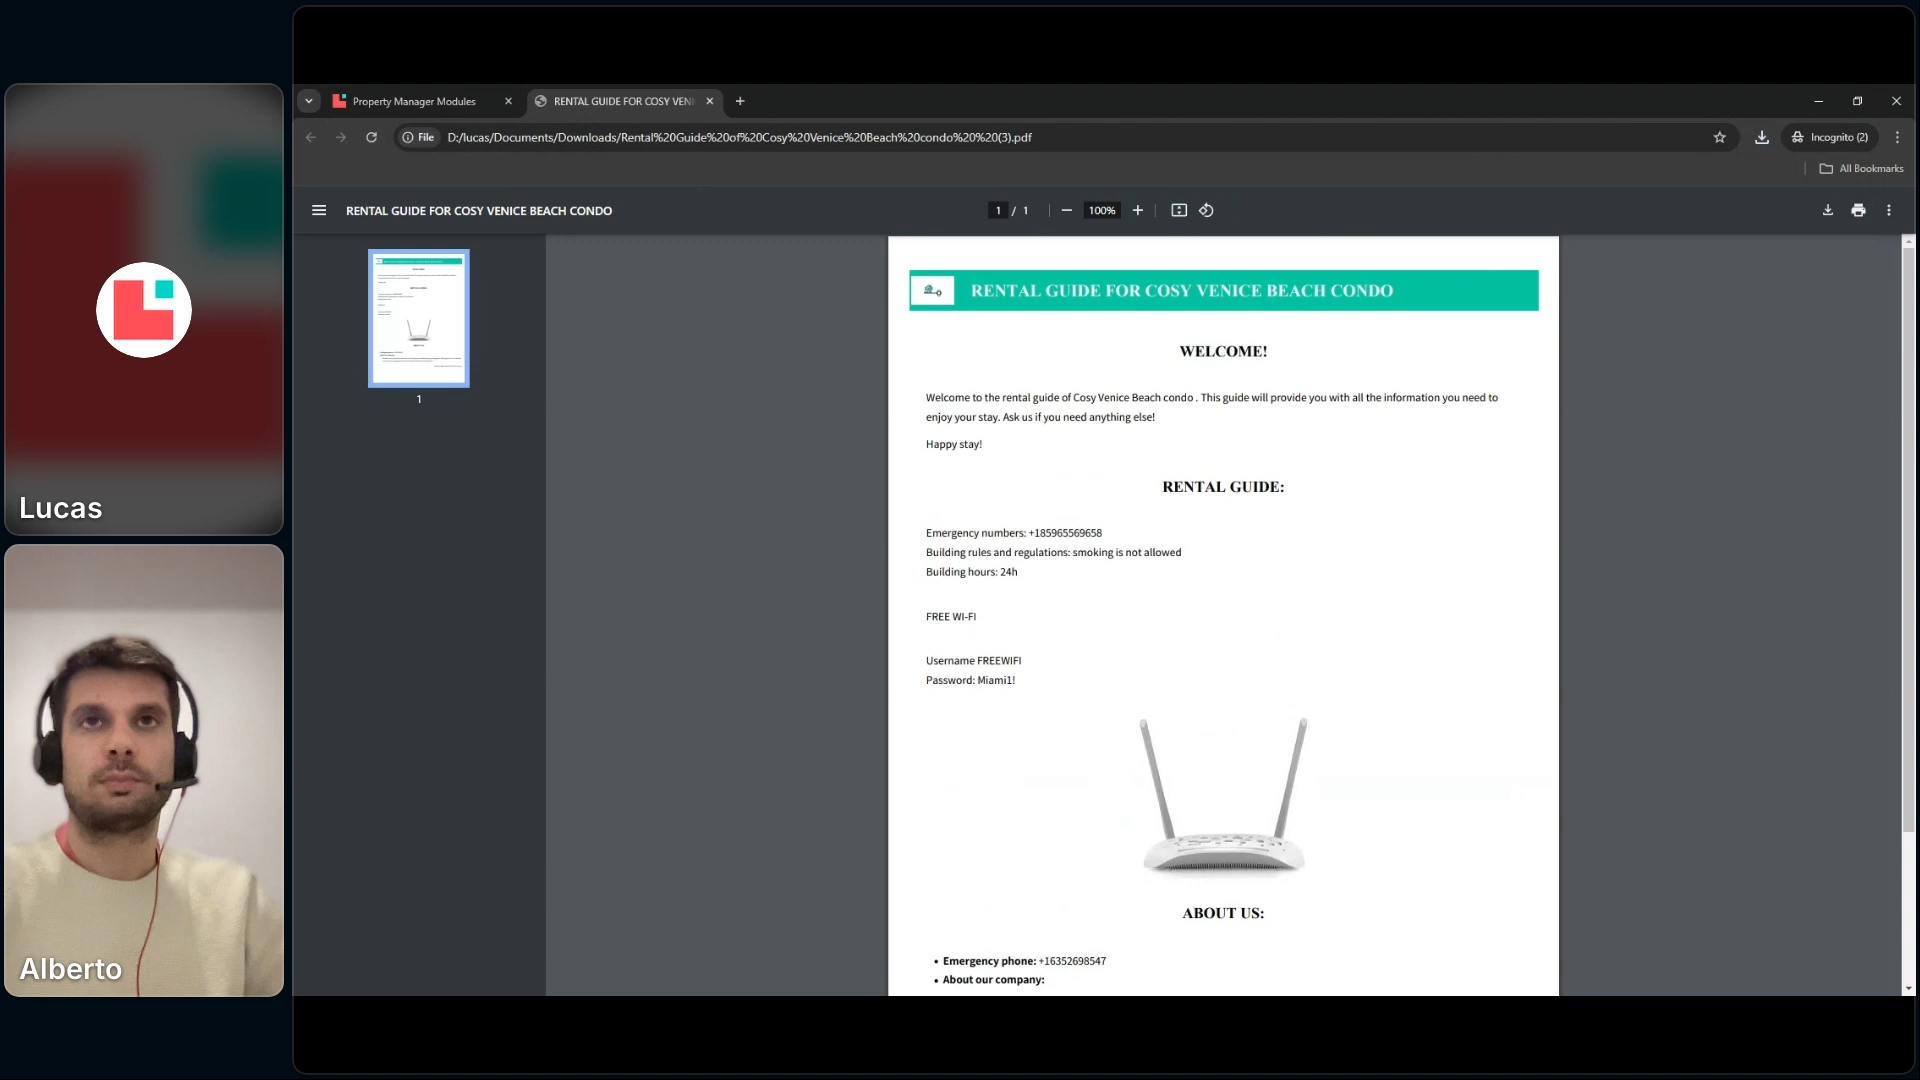 Property Manager Modules
RENTAL GUIDE FOR COSY VENI
File
D:/lucas/Documents/Downloads/Rental%20Guide%20of%20Cosy%20Venice%20Beach%20condo%20%20(3).pdf
Incognito (2)
All Bookmarks
RENTAL GUIDE FOR COSY VENICE BEACH CONDO
1 / 1
100%
1
RENTAL GUIDE FOR COSY VENICE BEACH CONDO
WELCOME!
Welcome to the rental guide of Cosy Venice Beach condo . This guide will provide you with all the information you need to
enjoy your stay. Ask us if you need anything else!
Happy stay!
RENTAL GUIDE:
Emergency numbers: +185965569658
Building rules and regulations: smoking is not allowed
Building hours: 24h
FREE WI-FI
Username FREEWIFI
Password: Miami1!
ABOUT US:
• Emergency phone: +16352698547
• About our company:
Lucas
Alberto